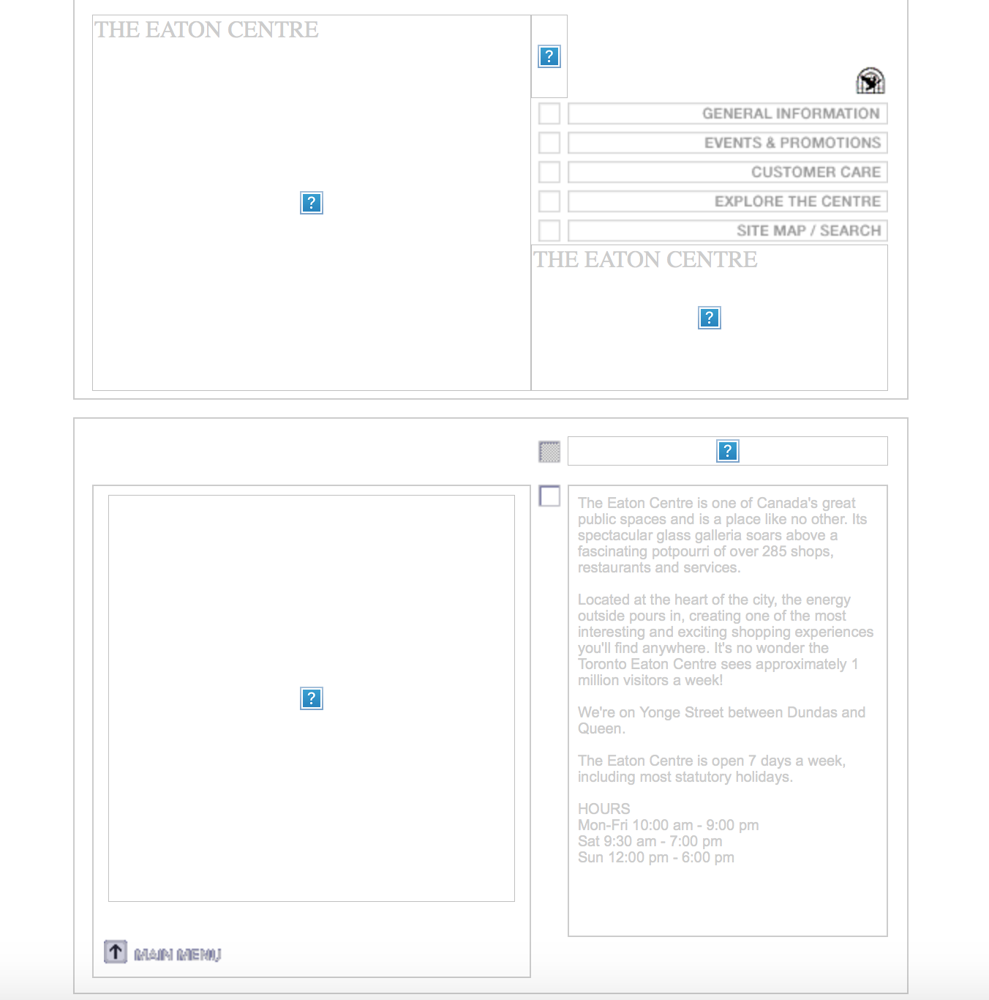 THE EATON CENTRE
GENERAL INFORMATION
EVENTS & PROMOTIONS
CUSTOMER CARE
EXPLORE THE CENTRE
SITE MAP / SEARCH
THE EATON CENTRE
The Eaton Centre is one of Canada's great
public spaces and is a place like no other. Its
spectacular glass galleria soars above a
fascinating potpourri of over 285 shops,
restaurants and services.
Located at the heart of the city, the energy
outside pours in, creating one of the most
interesting and exciting shopping experiences
you'll find anywhere. It's no wonder the
Toronto Eaton Centre sees approximately 1
million visitors a week!
We're on Yonge Street between Dundas and
Queen.
The Eaton Centre is open 7 days a week,
including most statutory holidays.
HOURS
Mon-Fri 10:00 am - 9:00 pm
Sat 9:30 am - 7:00 pm
Sun 12:00 pm - 6:00 pm
MAIN MENU